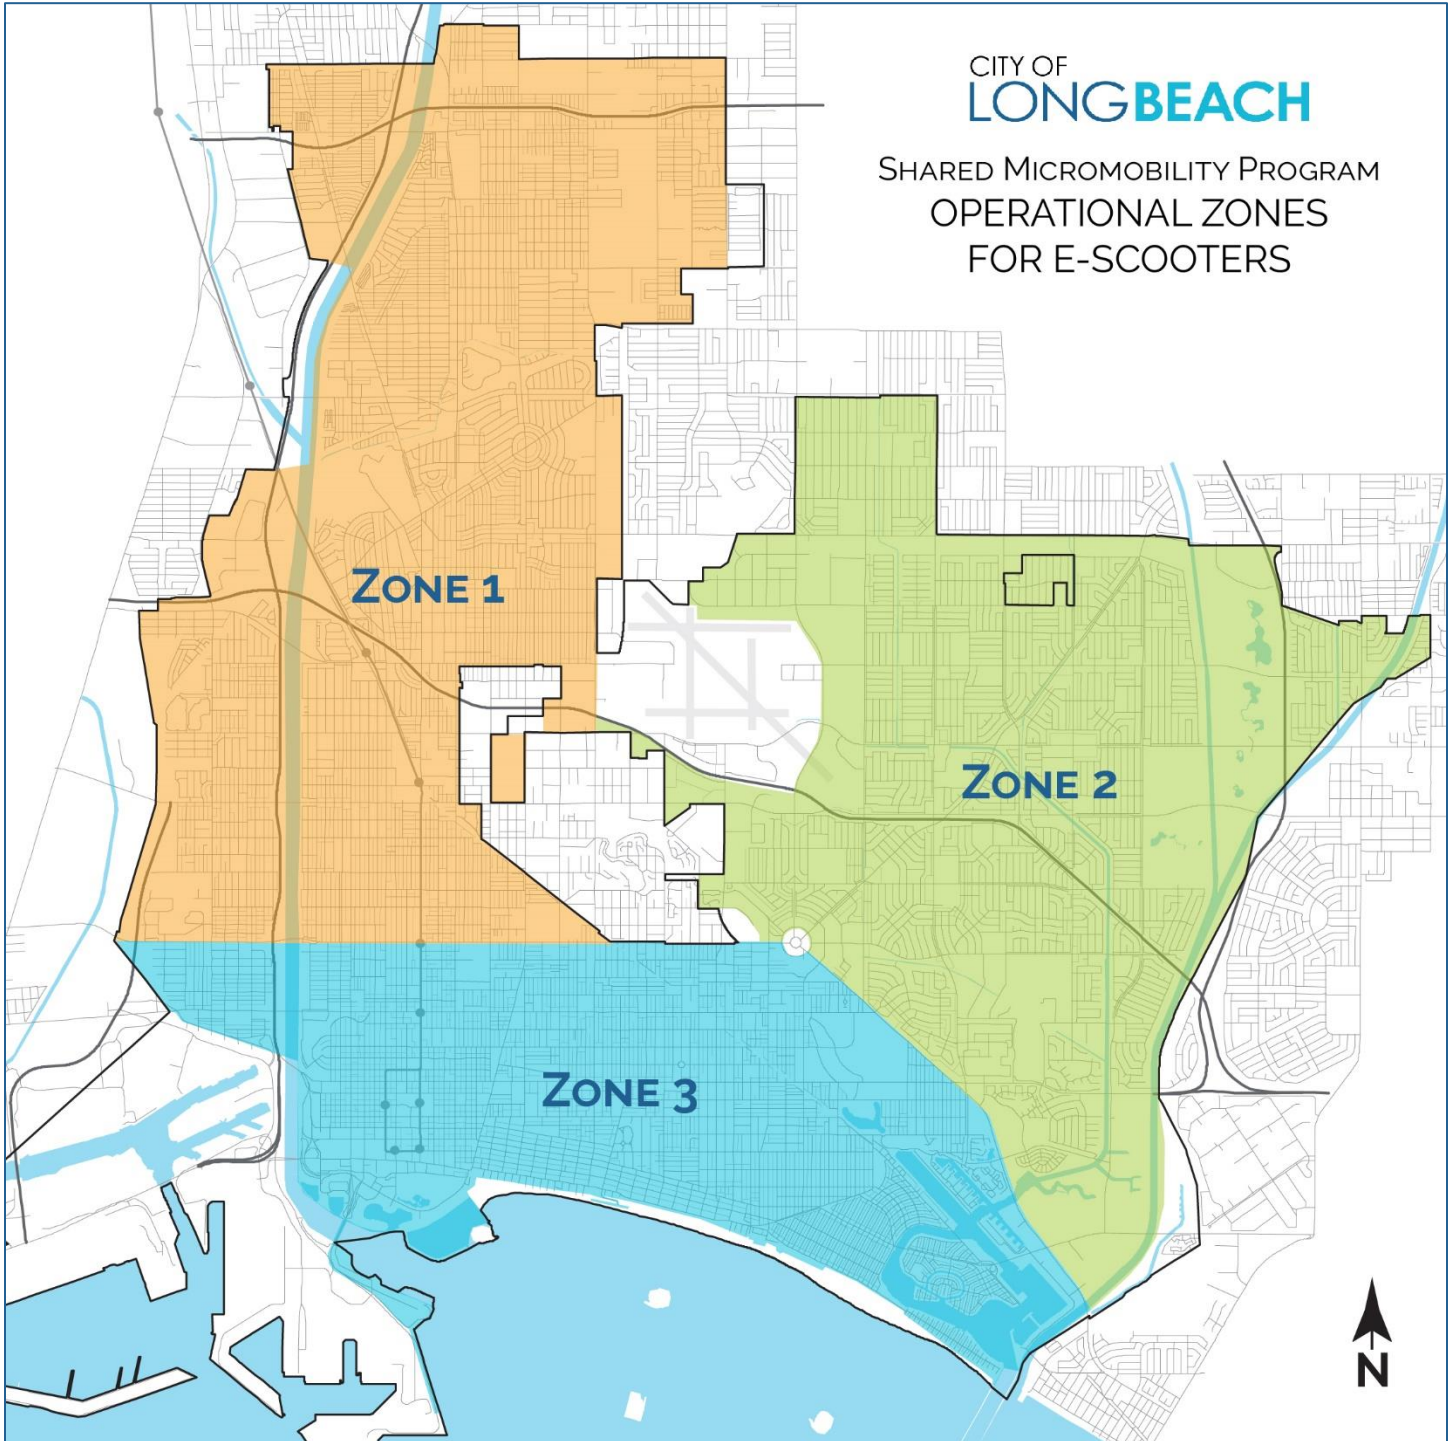 CITY OF
LONGBEACH
SHARED MICROMOBILITY PROGRAM
OPERATIONAL ZONES
FOR E-SCOOTERS
ZONE 1
ZONE 2
ZONE 3
N